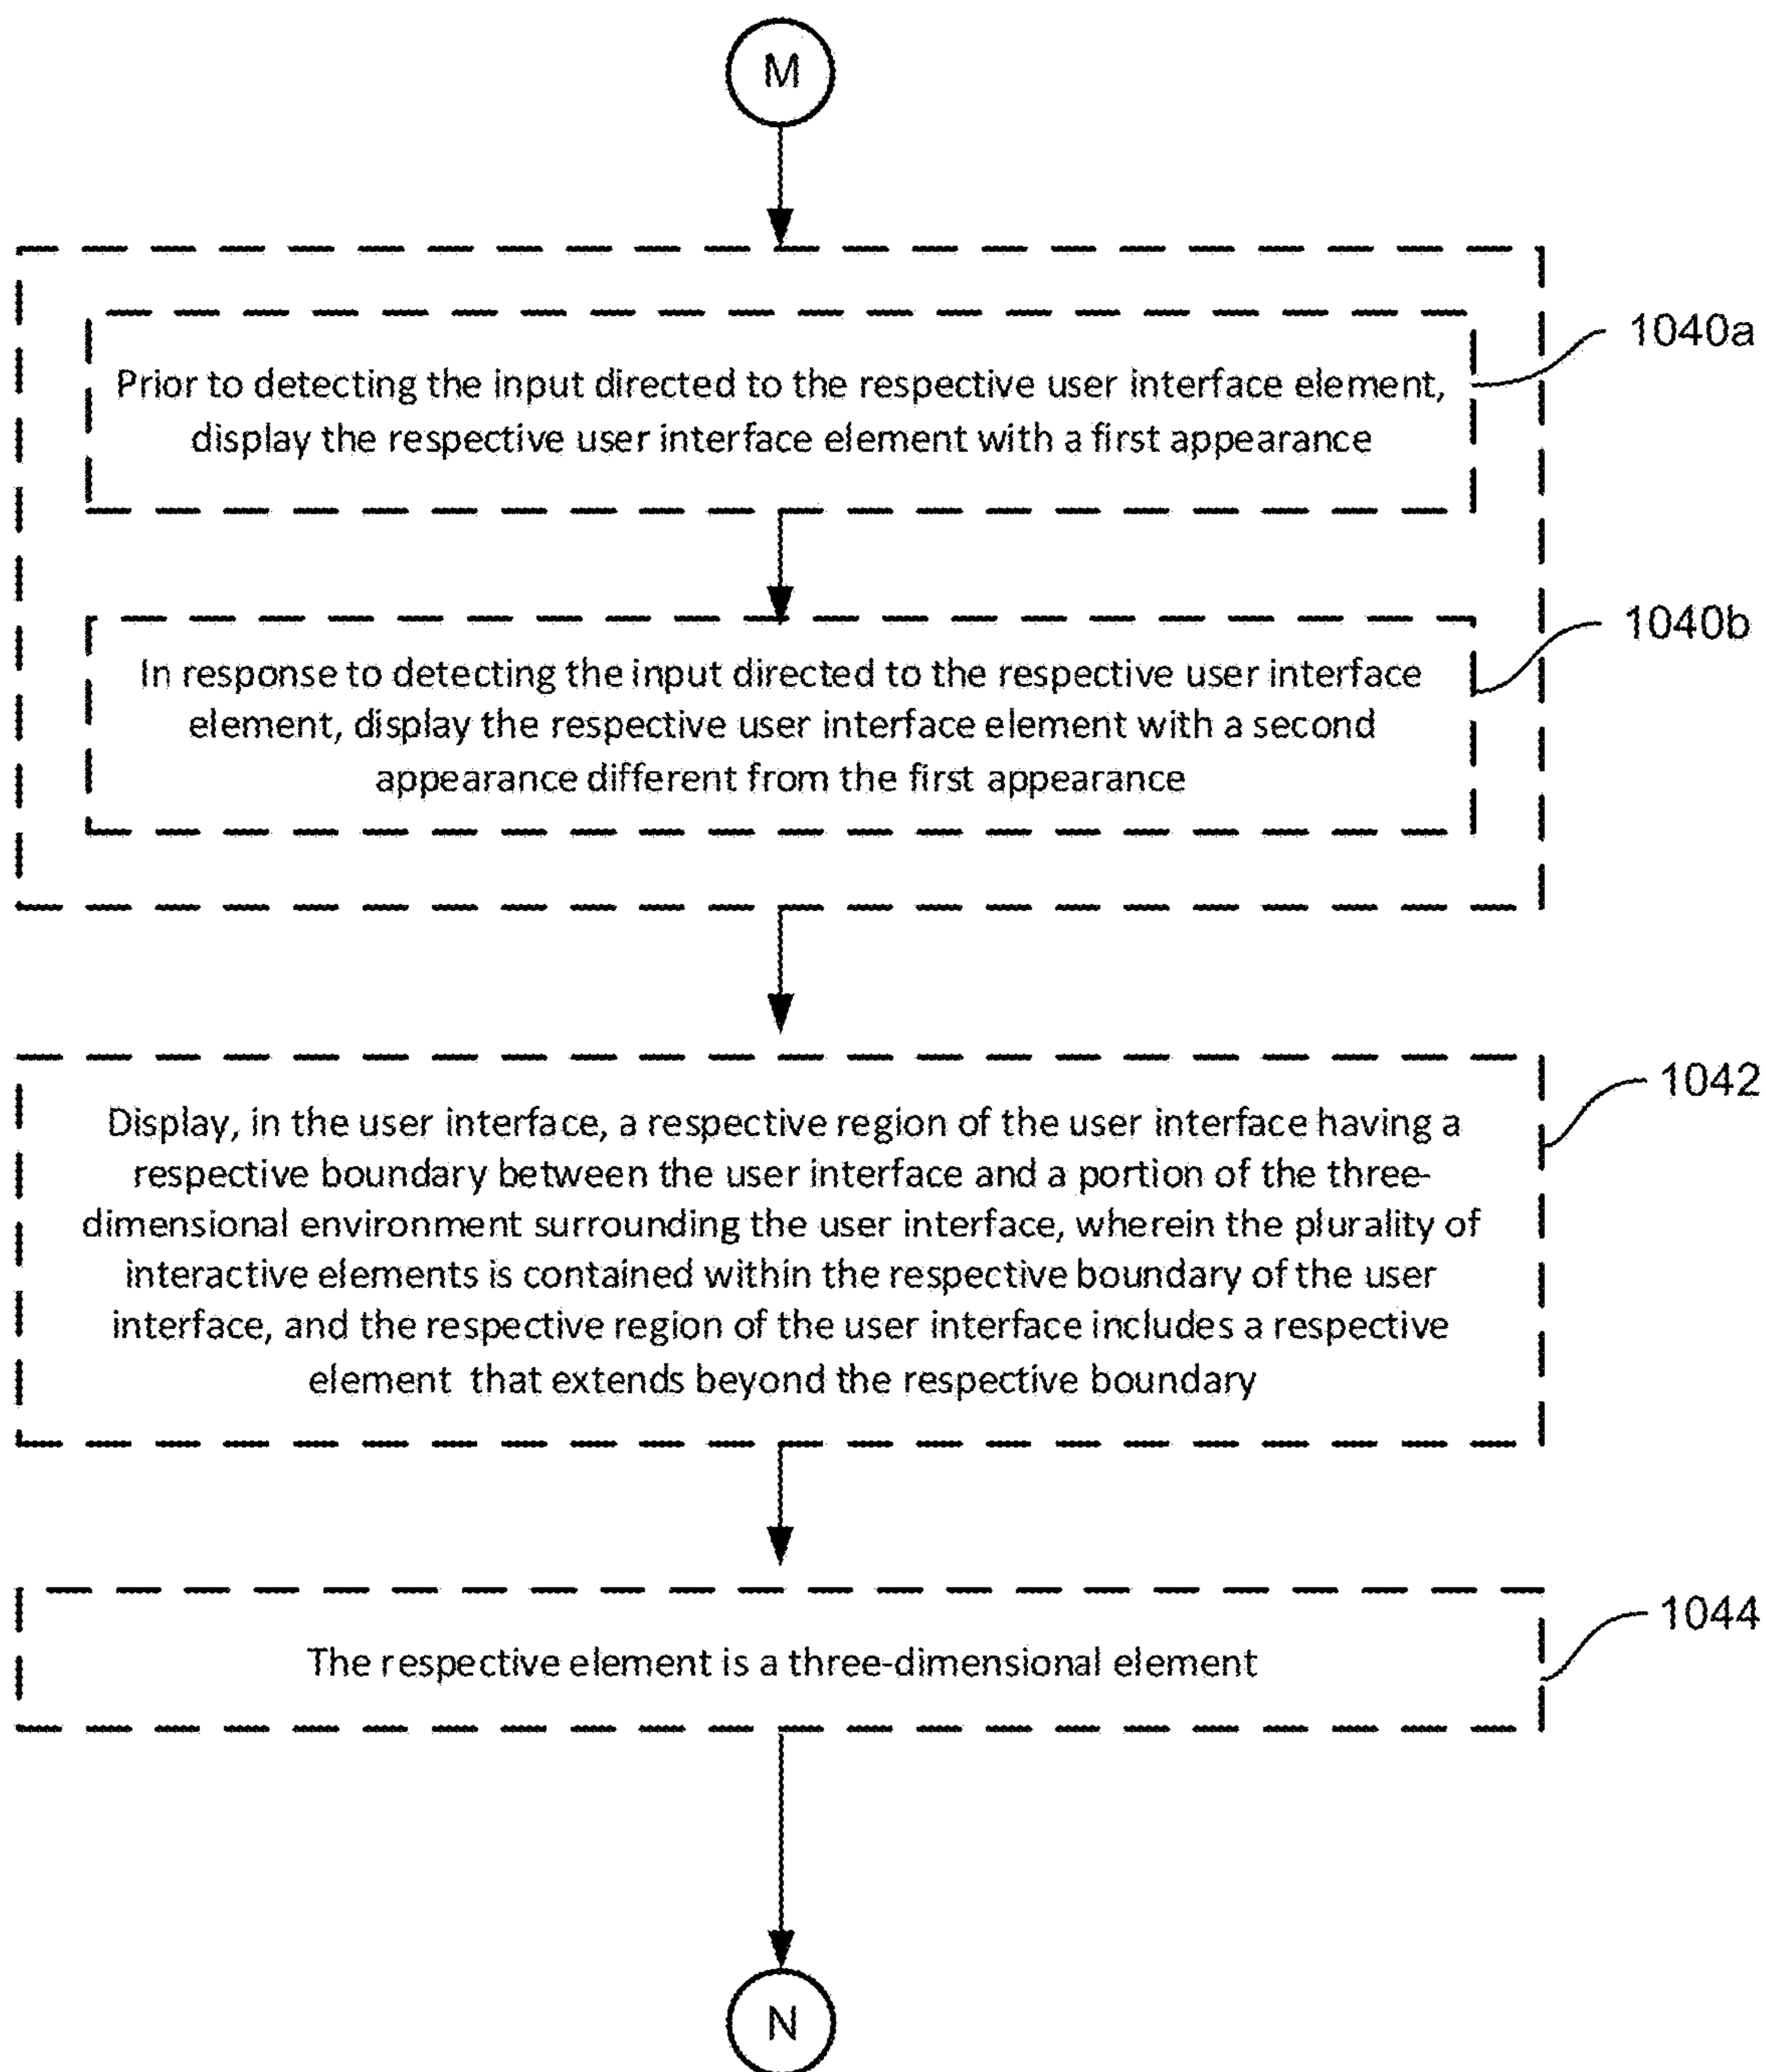 M
1040a
Prior to detecting the input directed to the respective user interface element,
display the respective user interface element with a first appearance
1040b
In response to detecting the input directed to the respective user interface
element, display the respective user interface element with a second
appearance different from the first appearance
1042
Display, in the user interface, a respective region of the user interface having a
respective boundary between the user interface and a portion of the three-
dimensional environment surrounding the user interface, wherein the plurality of
interactive elements is contained within the respective boundary of the user
interface, and the respective region of the user interface includes a respective
element that extends beyond the respective boundary
1044
The respective element is a three-dimensional element
N